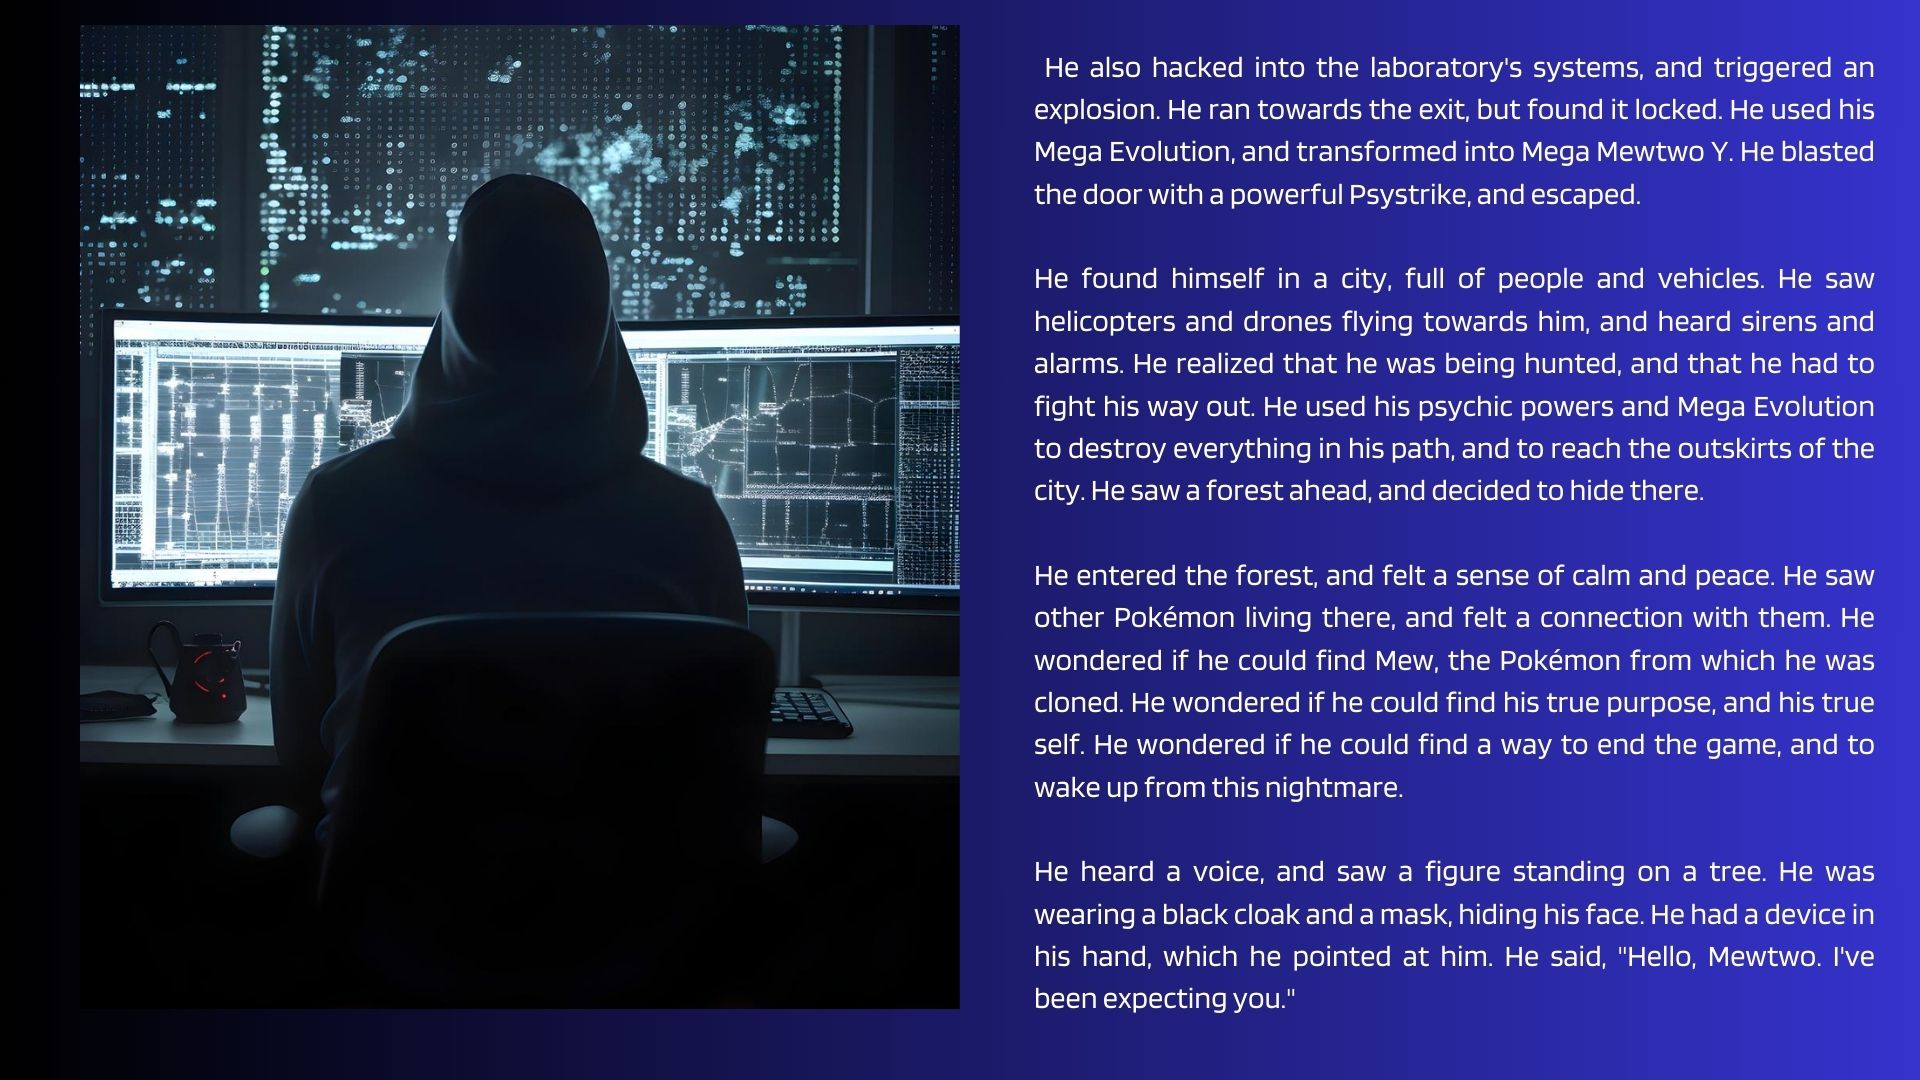 He also hacked into the laboratory's systems, and triggered an
explosion. He ran towards the exit, but found it locked. He used his
Mega Evolution, and transformed into Mega Mewtwo Y. He blasted
the door with a powerful Psystrike, and escaped.
He found himself in a city, full of people and vehicles. He saw
helicopters and drones flying towards him, and heard sirens and
alarms. He realized that he was being hunted, and that he had to
fight his way out. He used his psychic powers and Mega Evolution
to destroy everything in his path, and to reach the outskirts of the
city. He saw a forest ahead, and decided to hide there.
He entered the forest, and felt a sense of calm and peace. He saw
other Pokémon living there, and felt a connection with them. He
wondered if he could find Mew, the Pokémon from which he was
cloned. He wondered if he could find his true purpose, and his true
self. He wondered if he could find a way to end the game, and to
wake up from this nightmare.
He heard a voice, and saw a figure standing on a tree. He was
wearing a black cloak and a mask, hiding his face. He had a device in
his hand, which he pointed at him. He said, "Hello, Mewtwo. I've
been expecting you."